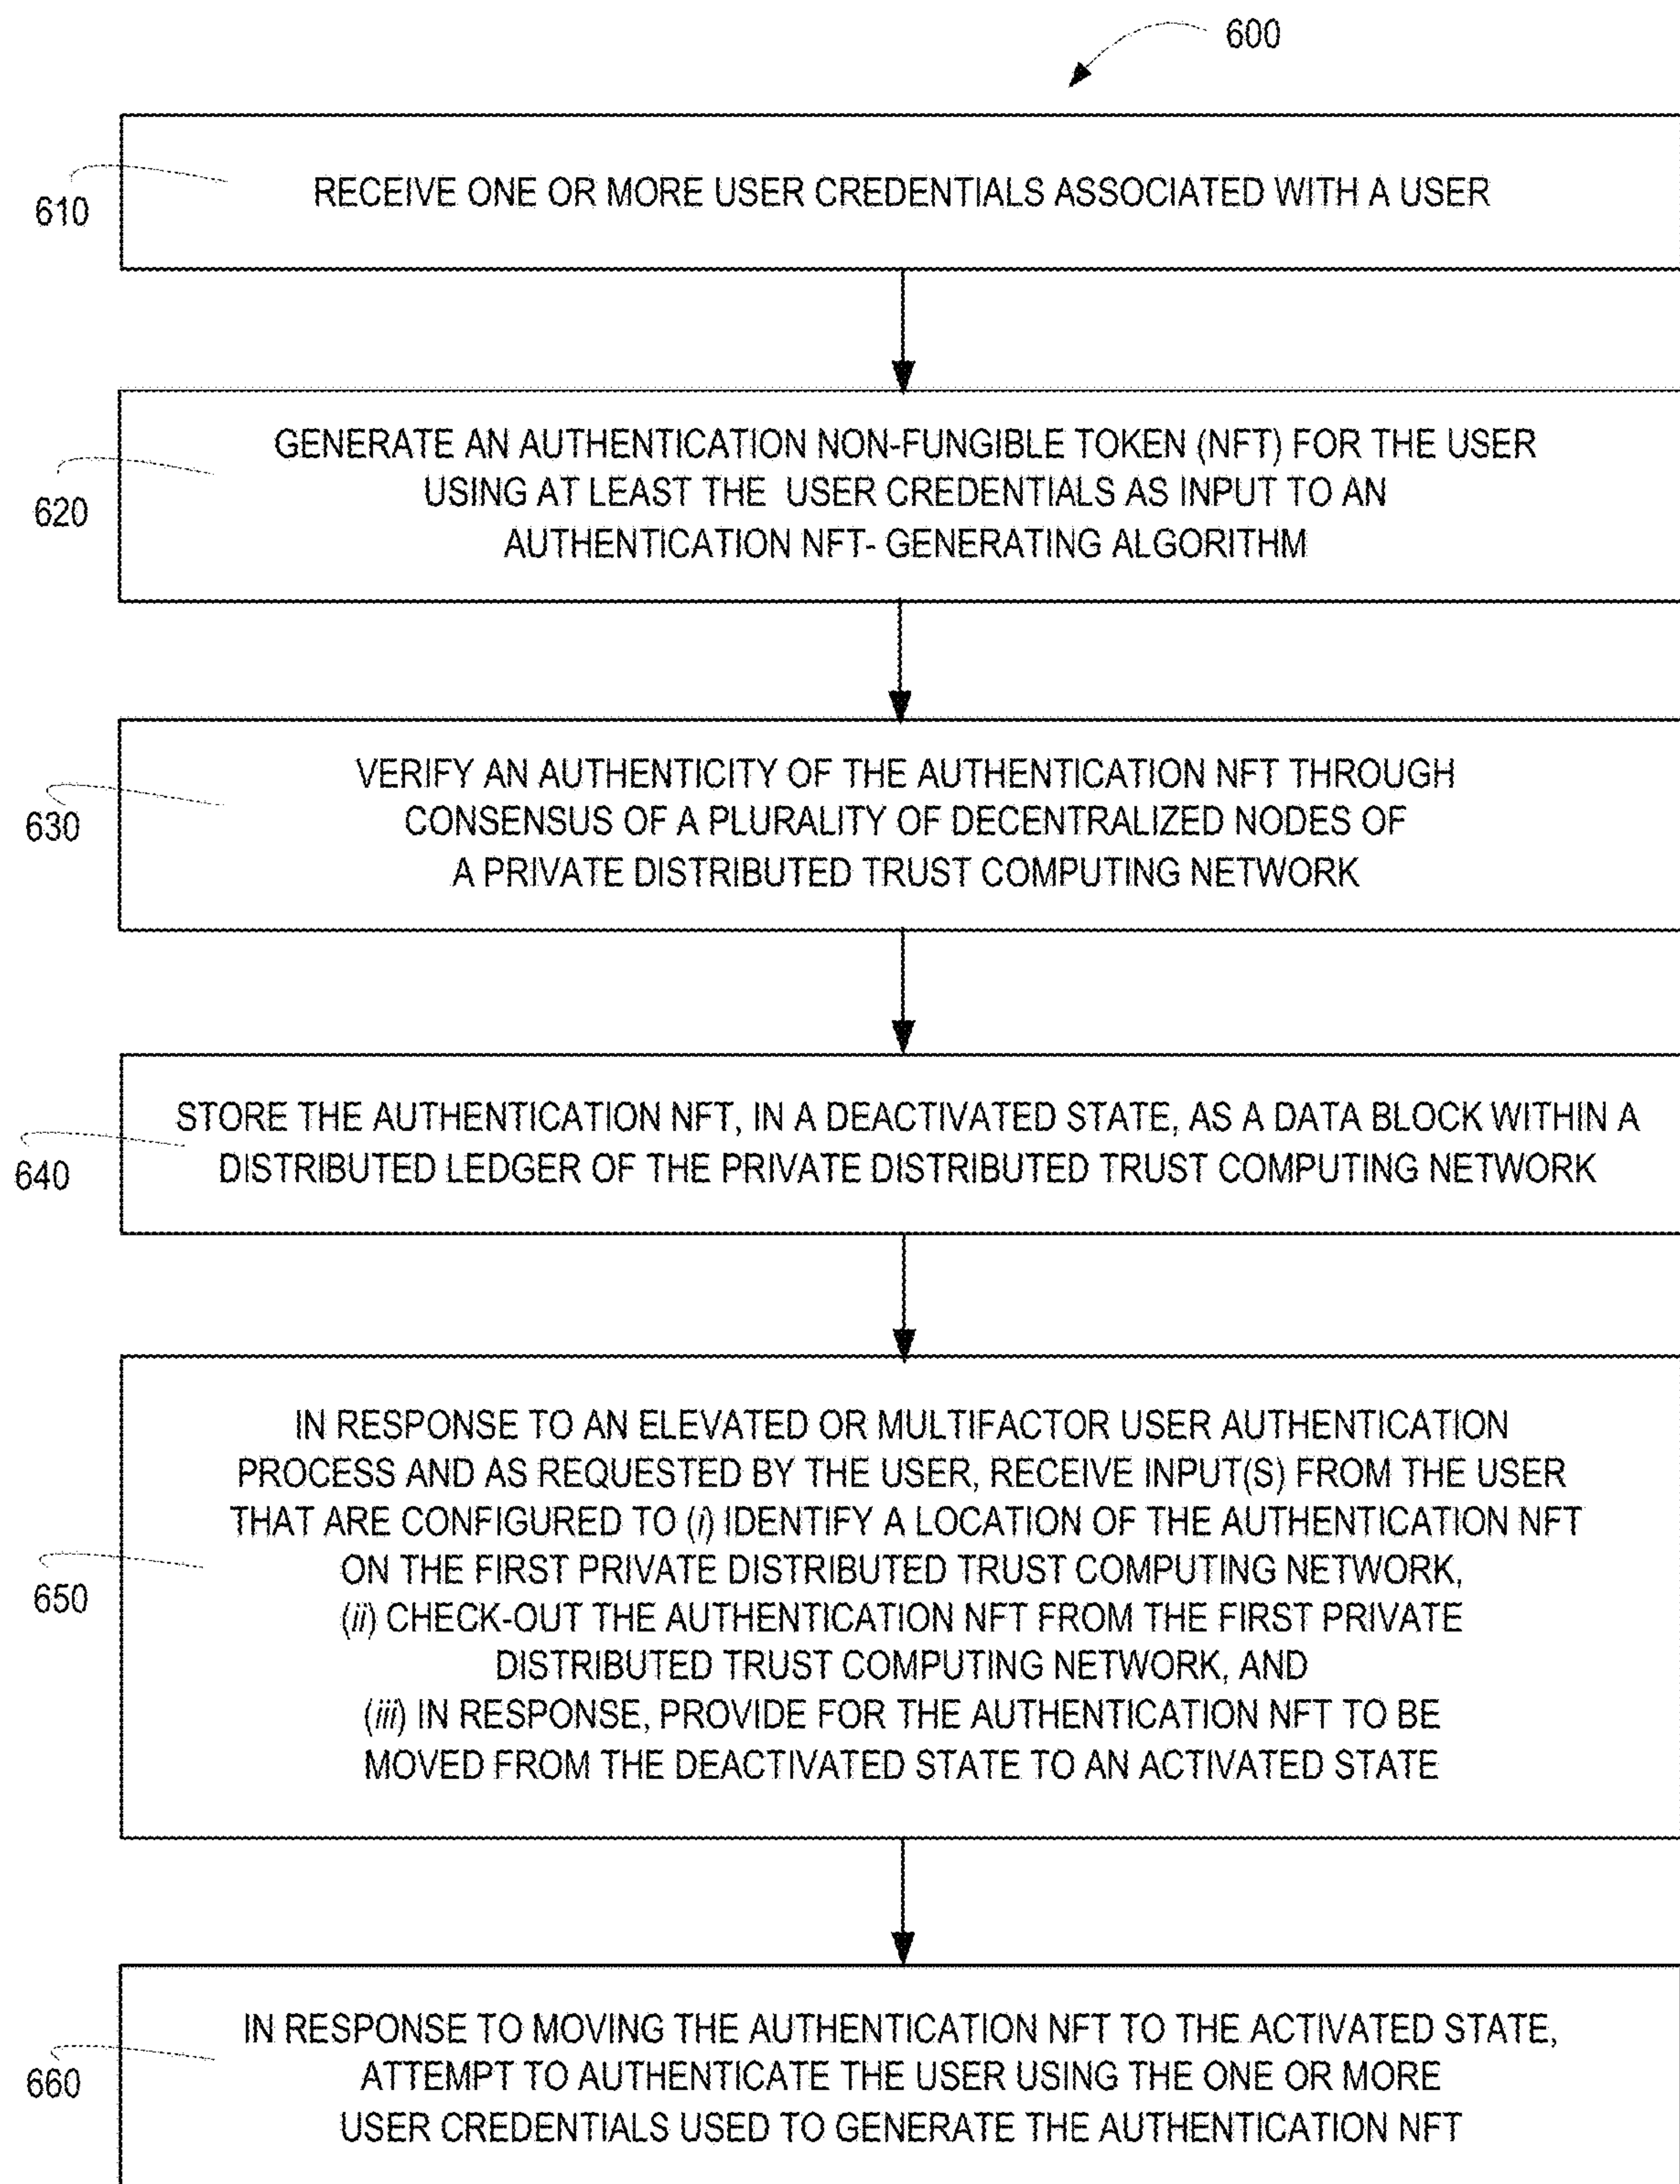 600
610
RECEIVE ONE OR MORE USER CREDENTIALS ASSOCIATED WITH A USER
620
GENERATE AN AUTHENTICATION NON-FUNGIBLE TOKEN (NFT) FOR THE USER
USING AT LEAST THE USER CREDENTIALS AS INPUT TO AN
AUTHENTICATION NFT- GENERATING ALGORITHM
630
VERIFY AN AUTHENTICITY OF THE AUTHENTICATION NFT THROUGH
CONSENSUS OF A PLURALITY OF DECENTRALIZED NODES OF
A PRIVATE DISTRIBUTED TRUST COMPUTING NETWORK
640
STORE THE AUTHENTICATION NFT, IN A DEACTIVATED STATE, AS A DATA BLOCK WITHIN A
DISTRIBUTED LEDGER OF THE PRIVATE DISTRIBUTED TRUST COMPUTING NETWORK
650
IN RESPONSE TO AN ELEVATED OR MULTIFACTOR USER AUTHENTICATION
PROCESS AND AS REQUESTED BY THE USER, RECEIVE INPUT(S) FROM THE USER
THAT ARE CONFIGURED TO (i) IDENTIFY A LOCATION OF THE AUTHENTICATION NFT
ON THE FIRST PRIVATE DISTRIBUTED TRUST COMPUTING NETWORK,
(ii) CHECK-OUT THE AUTHENTICATION NFT FROM THE FIRST PRIVATE
DISTRIBUTED TRUST COMPUTING NETWORK, AND
(iii) IN RESPONSE, PROVIDE FOR THE AUTHENTICATION NFT TO BE
MOVED FROM THE DEACTIVATED STATE TO AN ACTIVATED STATE
660
IN RESPONSE TO MOVING THE AUTHENTICATION NFT TO THE ACTIVATED STATE,
ATTEMPT TO AUTHENTICATE THE USER USING THE ONE OR MORE
USER CREDENTIALS USED TO GENERATE THE AUTHENTICATION NFT